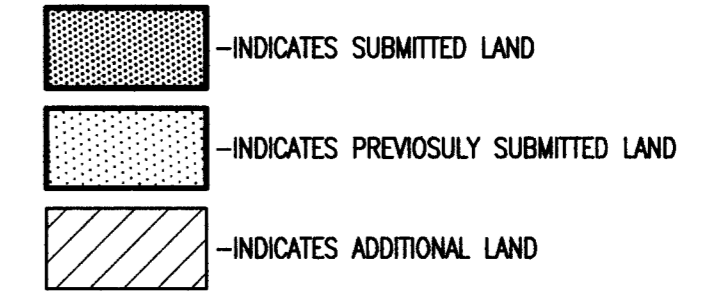 -INDICATES SUBMITTED LAND
-INDICATES PREVIOSULY SUBMITTED LAND
-INDICATES ADDITIONAL LAND